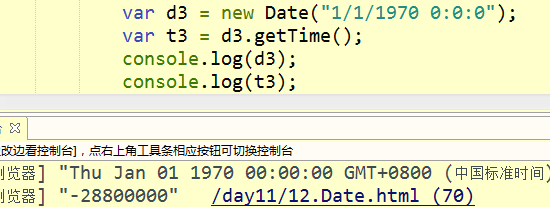 var d3 = new Date("1/1/1970 0:0:0");
var t3 = d3.getTime();
console.log(d3);
console.log(t3);
台
改边看控制台]，点右上角工具条相应按钮可切换控制台
浏览器] "Thu Jan 01 1970 00:00:00 GMT+0800 (中国标准时间)
浏览器] "-28800000" /day11/12.Date.html (70)